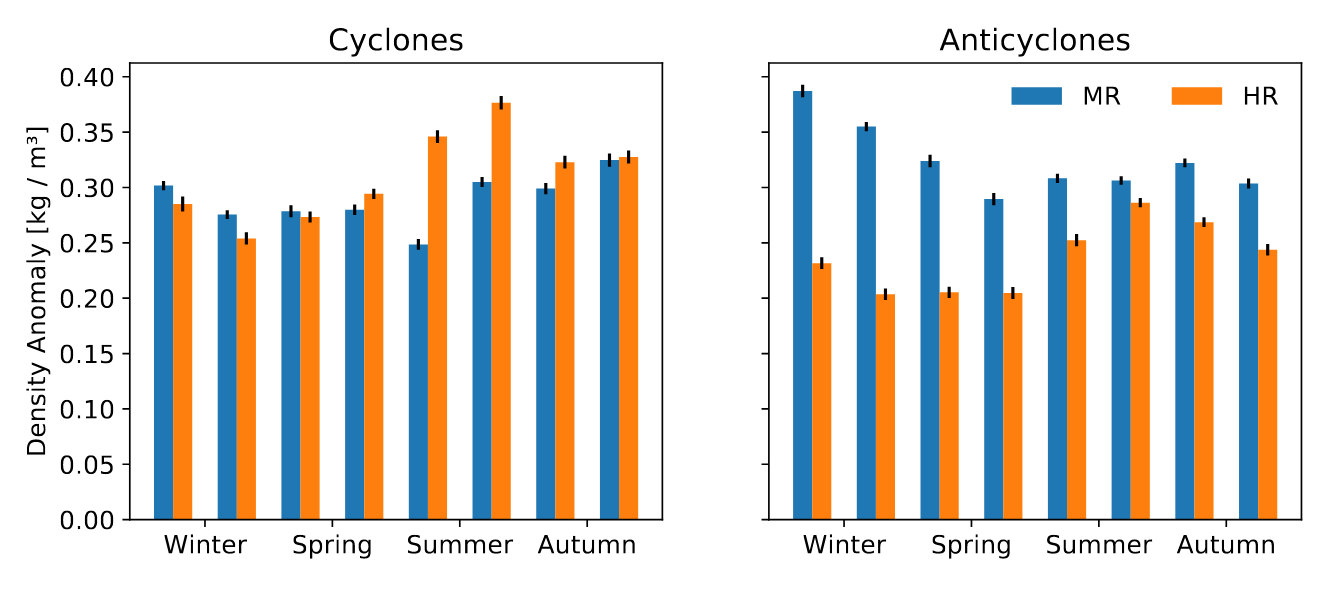 Cyclones
Anticyclones
Density Anomaly [kg / m³]
0.40
0.35
0.30
0.25
0.20
0.15
0.10
0.05
0.00
Winter Spring Summer Autumn
MR HR
Winter Spring Summer Autumn